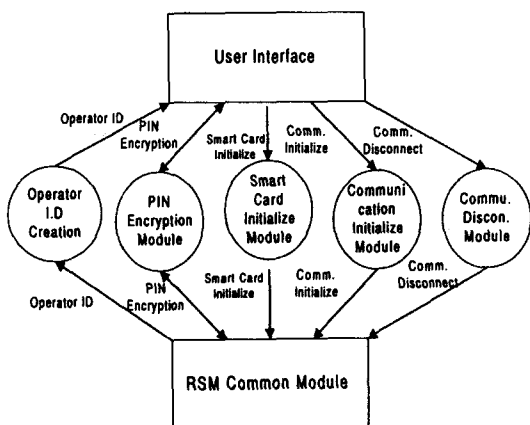 User Interface
Operator ID
PIN
Encryption
Smart Card
Initialize
Comm.
Initialize
Comm.
Disconnect
Operator
I.D
Creation
PIN
Encryption
Module
Smart
Card
Initialize
Module
Communi
cation
Initialize
Module
Commu.
Discon.
Module
Operator ID
PIN
Encryption
Smart Card
Initialize
Comm.
Initialize
Comm.
Disconnect
RSM Common Module